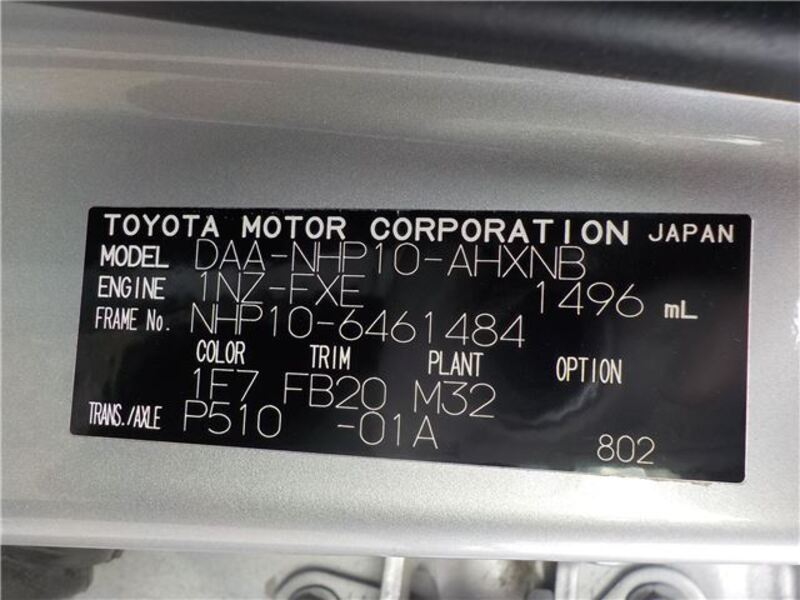 TOYOTA MOTOR CORPORATION JAPAN
MODEL DAA-NHP10-AHXNB
ENGINE 1NZ-FXE 1496 mL
FRAME No. NHP10-6461484
COLOR TRIM PLANT OPTION
1F7 FB20 M32
TRANS./AXLE P510 -01A
802